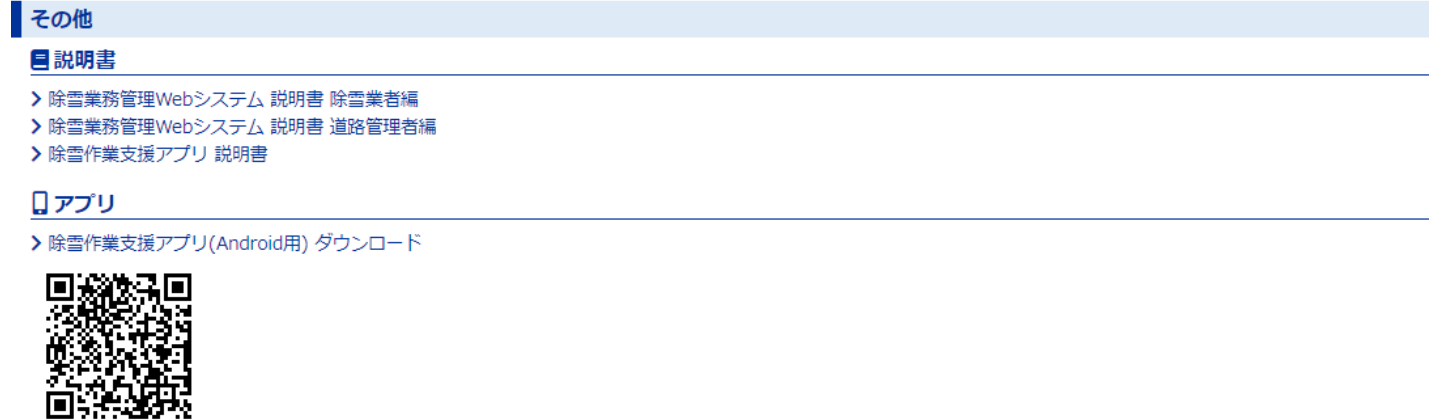 その他
説明書
除雪業務管理Webシステム 説明書 除雪業者編
除雪業務管理Webシステム 説明書 道路管理者編
除雪作業支援アプリ 説明書
アプリ
除雪作業支援アプリ(Android用) ダウンロード